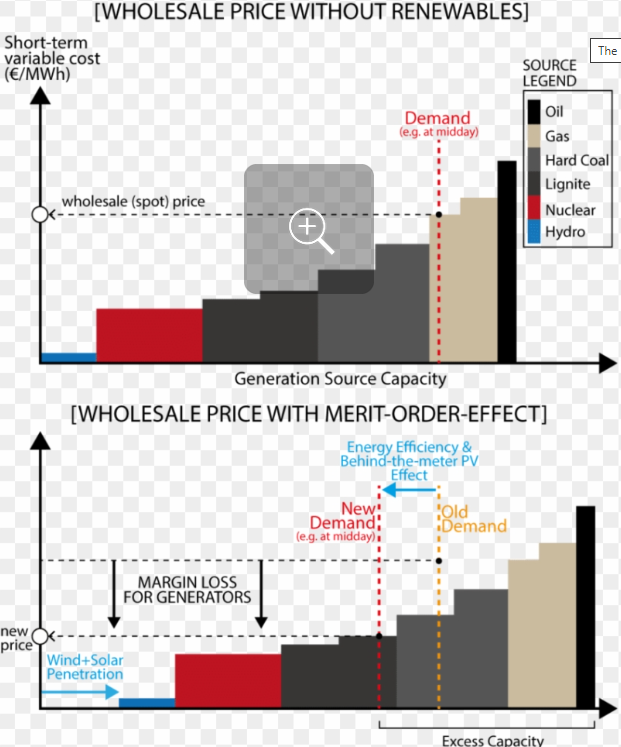 [WHOLESALE PRICE WITHOUT RENEWABLES]
Short-term
variable cost
(€/MWh)
The
SOURCE
LEGEND
Oil
Gas
Hard Coal
Lignite
Nuclear
Hydro
Demand
(e.g. at midday)
wholesale (spot) price
Generation Source Capacity
[WHOLESALE PRICE WITH MERIT-ORDER-EFFECT]
Energy Efficiency &
Behind-the-meter PV
Effect
New
Demand
(e.g. at midday)
Old
Demand
MARGIN LOSS
FOR GENERATORS
new
price
Wind+Solar
Penetration
Excess Capacity